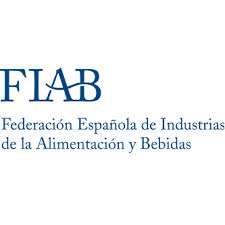 FIAB
Federación Española de Industrias
de la Alimentación y Bebidas